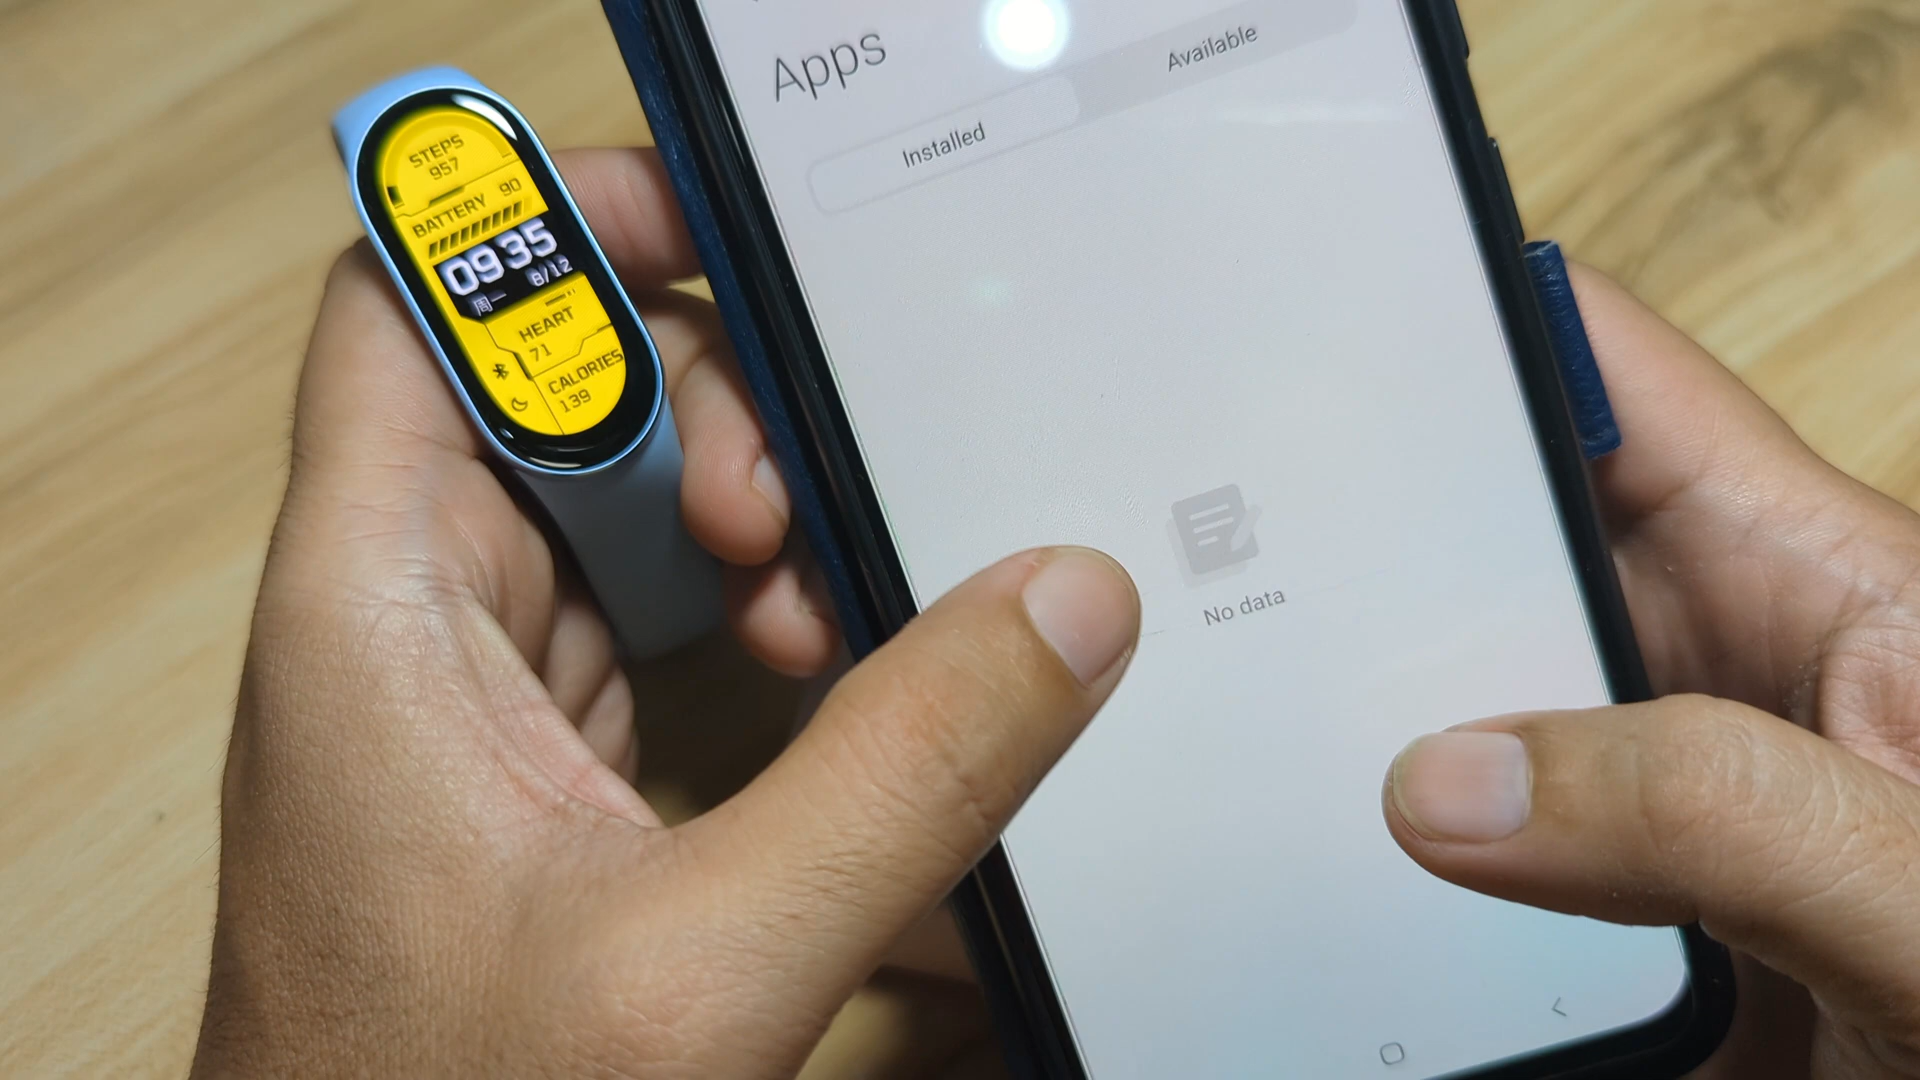 STEPS
957
BATTERY 90
09 35
周一 8/12
HEART
71
CALORIES
139
Apps
Installed
Available
No data